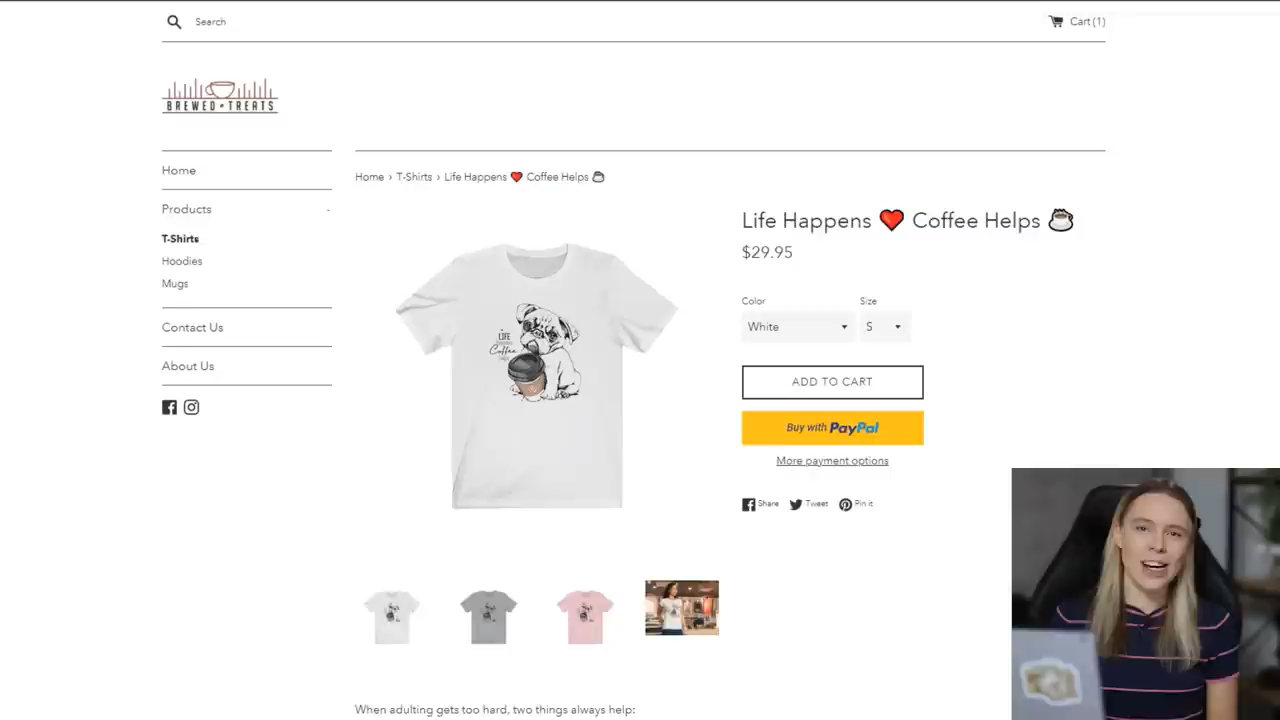 Search
Cart (1)
BREWED TREATS
Home
Products -
T-Shirts
Hoodies
Mugs
Contact Us
About Us
Home › T-Shirts › Life Happens ❤️ Coffee Helps ☕
Life Happens ❤️ Coffee Helps ☕
$29.95
Color
Size
White
S
ADD TO CART
Buy with PayPal
More payment options
Share
Tweet
Pin it
LIFE
Coffee
When adulting gets too hard, two things always help: